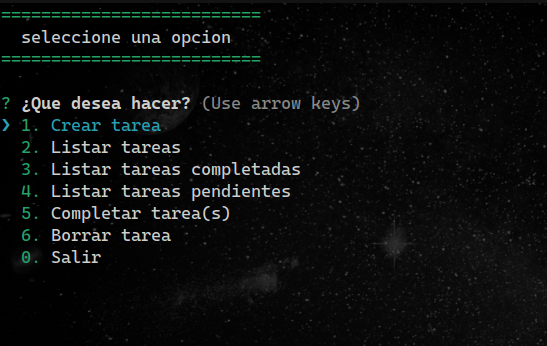 ==========================
seleccione una opcion
==========================
? ¿Que desea hacer? (Use arrow keys)
❯ 1. Crear tarea
2. Listar tareas
3. Listar tareas completadas
4. Listar tareas pendientes
5. Completar tarea(s)
6. Borrar tarea
0. Salir